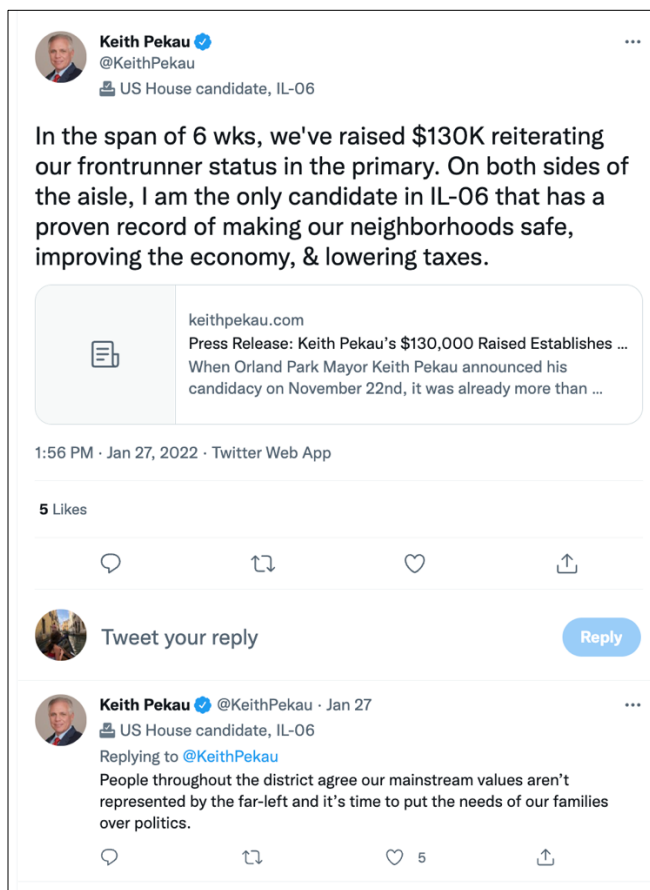 Keith Pekau
@KeithPekau
US House candidate, IL-06
In the span of 6 wks, we've raised $130K reiterating
our frontrunner status in the primary. On both sides of
the aisle, I am the only candidate in IL-06 that has a
proven record of making our neighborhoods safe,
improving the economy, & lowering taxes.
keithpekau.com
Press Release: Keith Pekau’s $130,000 Raised Establishes ...
When Orland Park Mayor Keith Pekau announced his
candidacy on November 22nd, it was already more than ...
1:56 PM · Jan 27, 2022 · Twitter Web App
5 Likes
Tweet your reply
Reply
Keith Pekau @KeithPekau · Jan 27
US House candidate, IL-06
Replying to @KeithPekau
People throughout the district agree our mainstream values aren’t
represented by the far-left and it’s time to put the needs of our families
over politics.
5